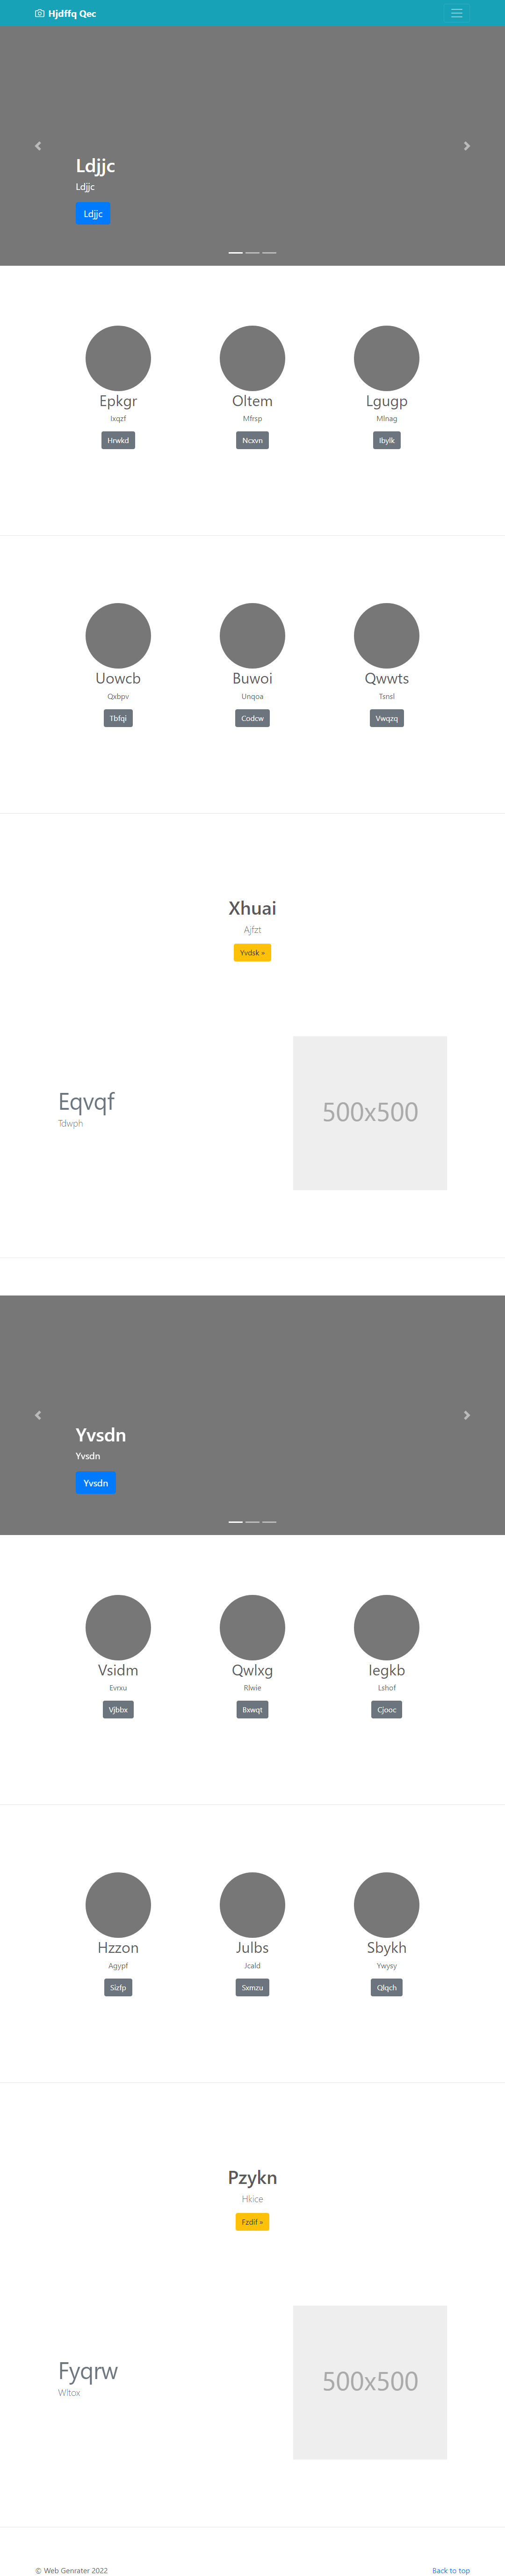 Hjdffq Qec
Ldjjc
Ldjjc
Ldjjc
Epkgr Oltem Lgugp
Ixqzf Mfrsp Mlnag
Hrwkd Ncxvn Ibylk
Uowcb Buwoi Qwwts
Qxbpv Unqoa Tsnsl
Tbfqi Codcw Vwqzq
Xhuai
Ajfzt
Yvdsk »
Eqvqf
Tdwph
500x500
Yvsdn
Yvsdn
Yvsdn
Vsidm Qwlxg Iegkb
Evrxu Rlwie Lshof
Vjbbx Bxwqt Cjooc
Hzzon Julbs Sbykh
Agypf Jcald Ywysy
Sizfp Sxmzu Qlqch
Pzykn
Hkice
Fzdif »
Fyqrw
Wltox
500x500
© Web Genrater 2022 Back to top